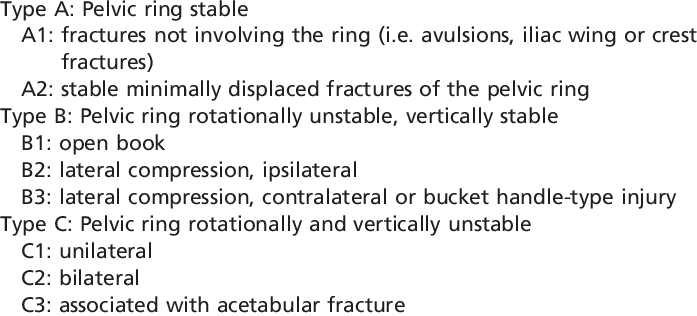 Type A: Pelvic ring stable
A1: fractures not involving the ring (i.e. avulsions, iliac wing or crest
fractures)
A2: stable minimally displaced fractures of the pelvic ring
Type B: Pelvic ring rotationally unstable, vertically stable
B1: open book
B2: lateral compression, ipsilateral
B3: lateral compression, contralateral or bucket handle-type injury
Type C: Pelvic ring rotationally and vertically unstable
C1: unilateral
C2: bilateral
C3: associated with acetabular fracture